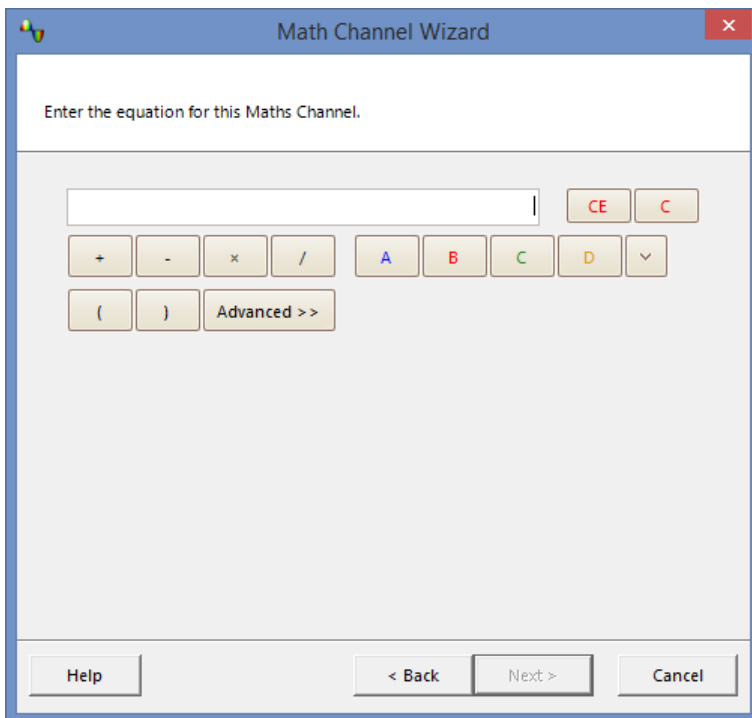 Math Channel Wizard
Enter the equation for this Maths Channel.
CE C
+ - × / A B C D
( ) Advanced >>
Help < Back Next > Cancel